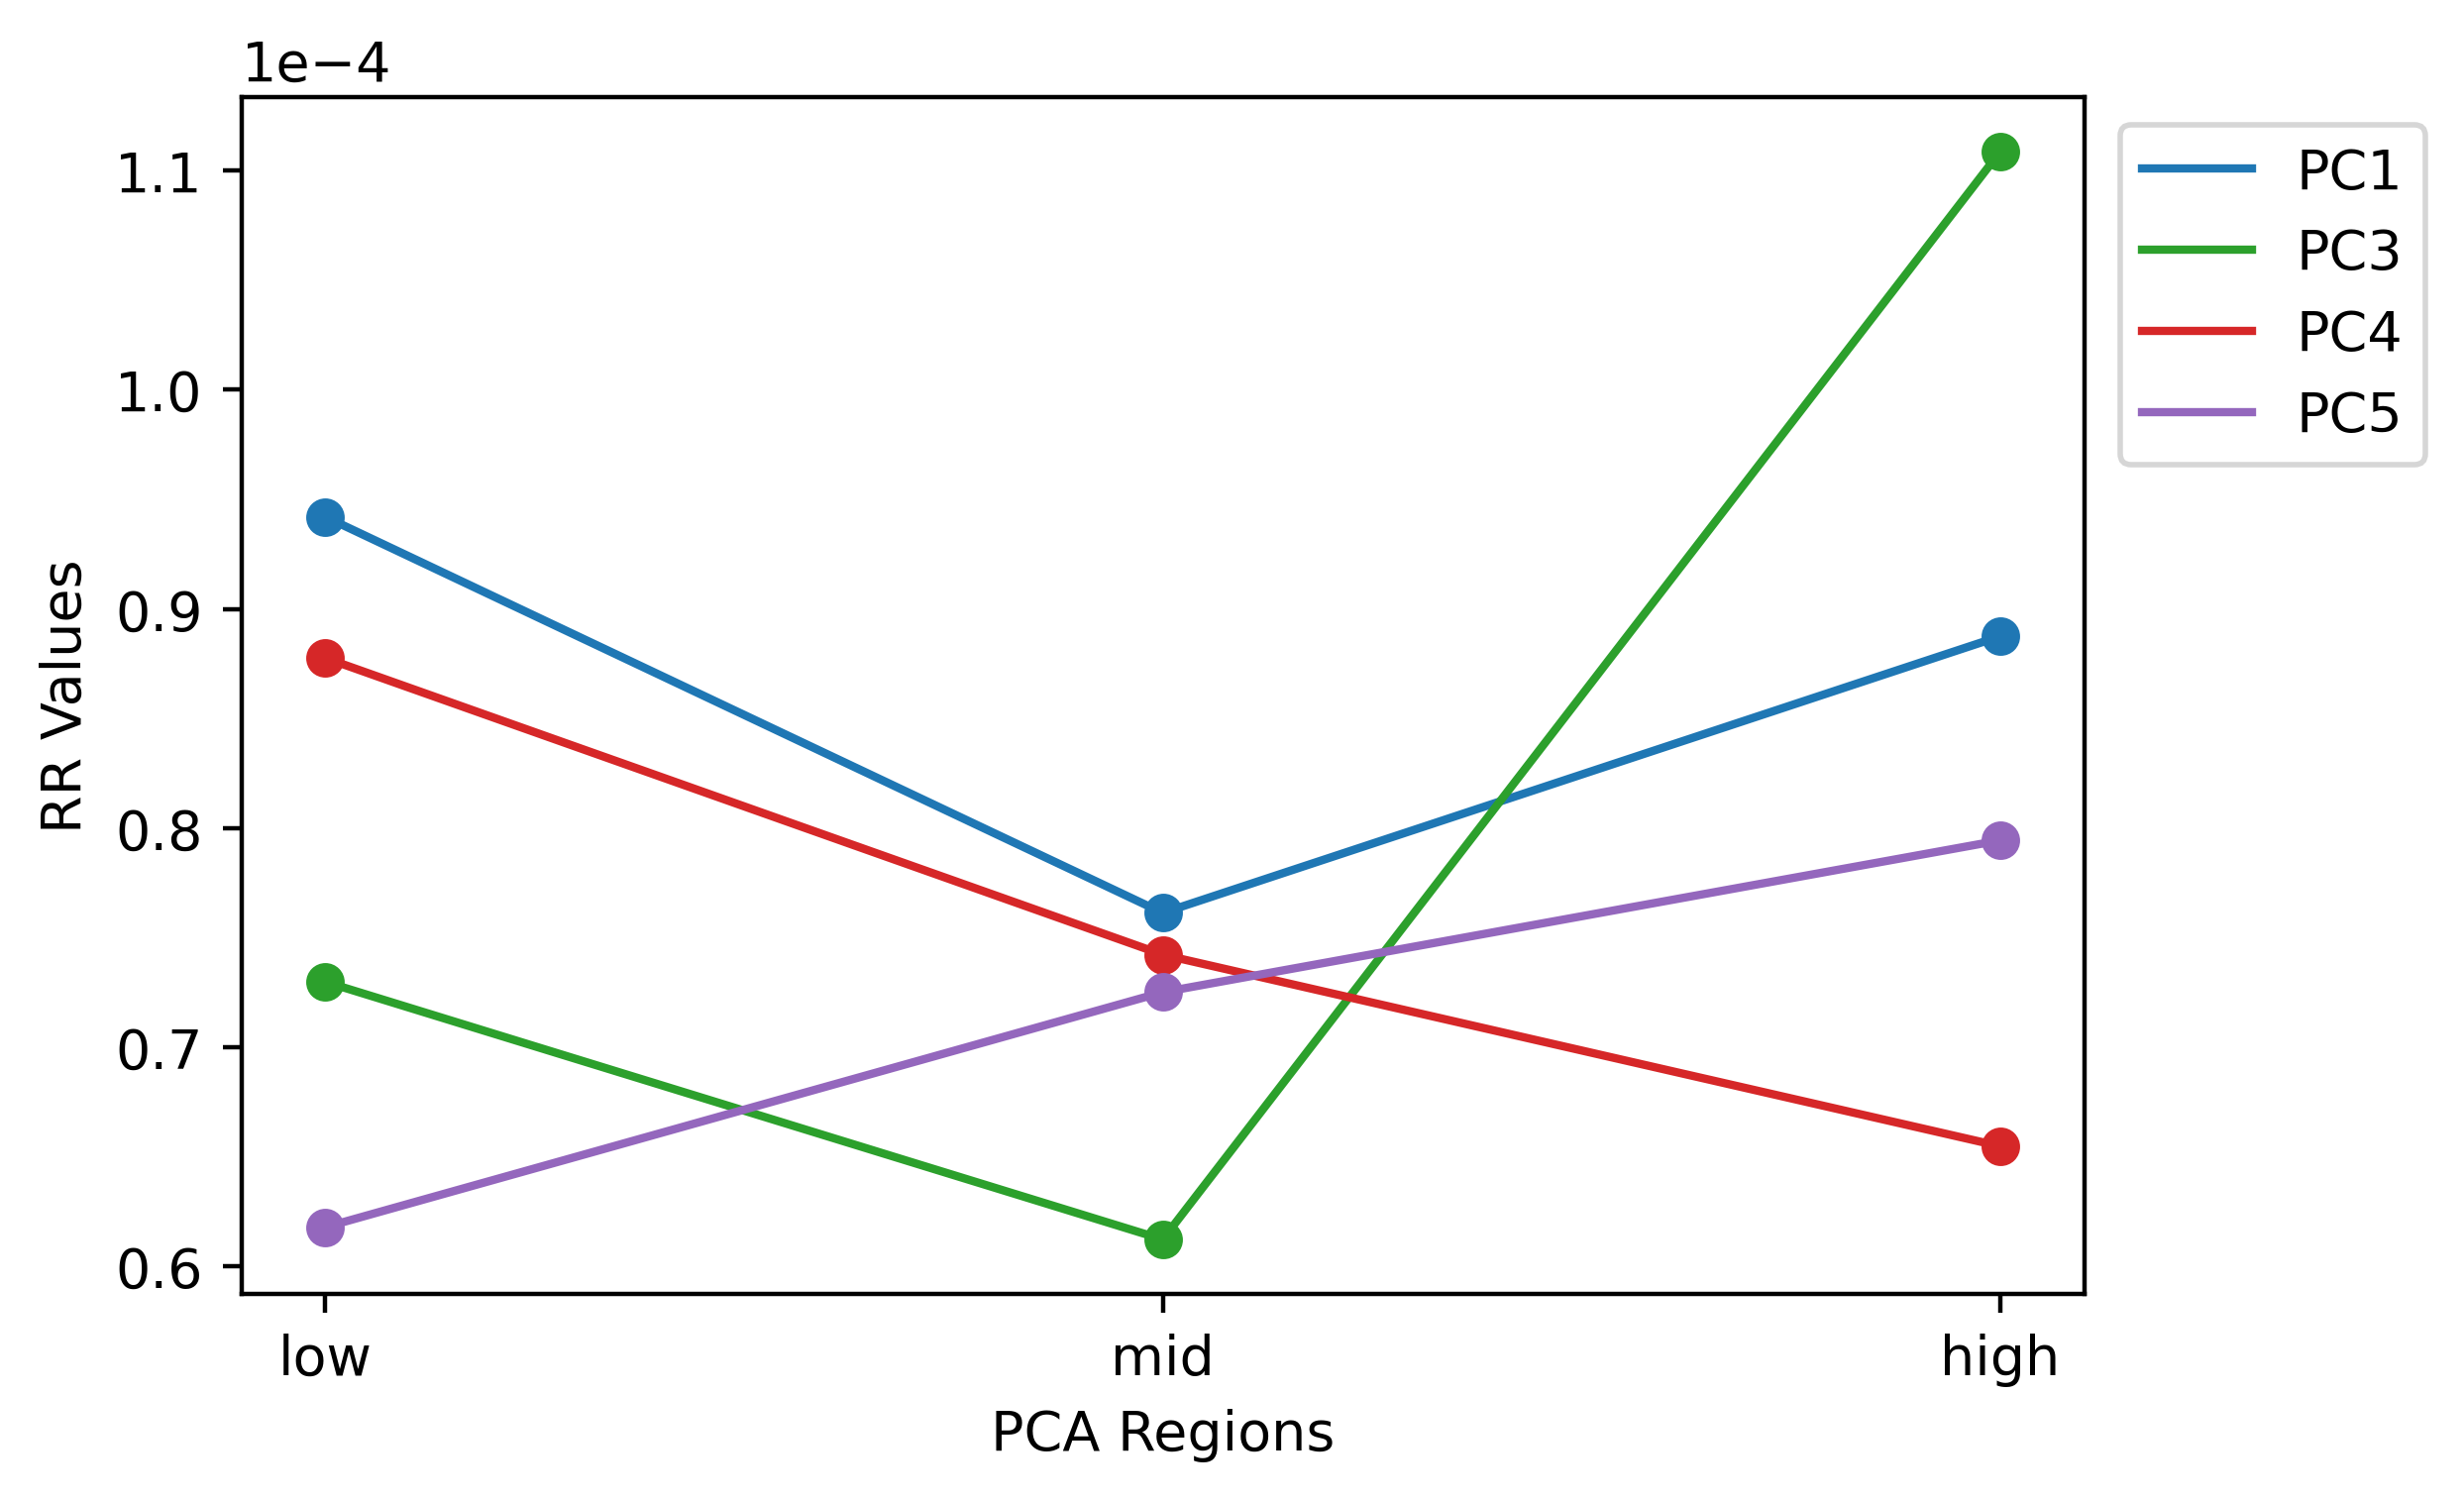 1e−4
1.1
1.0
0.9
0.8
0.7
0.6
RR Values
low
mid
high
PCA Regions
PC1
PC3
PC4
PC5